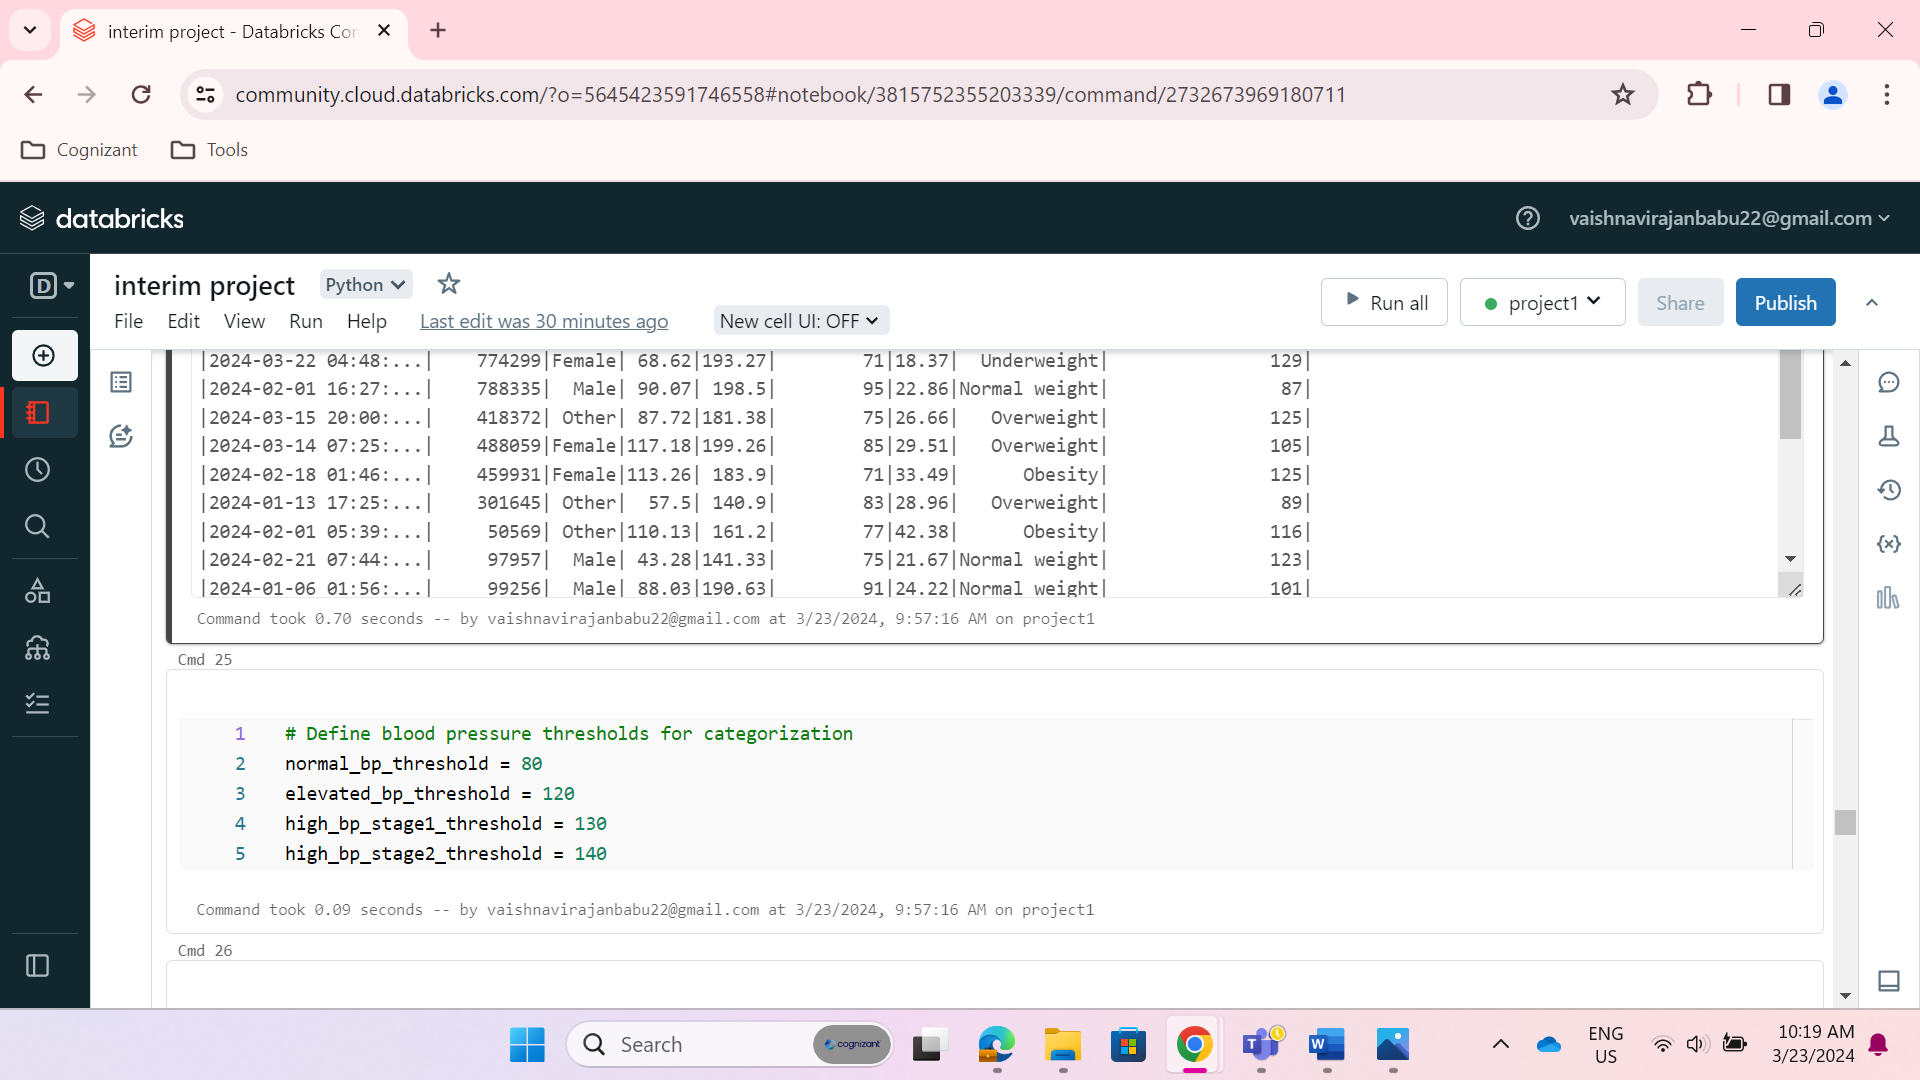 interim project - Databricks Con
community.cloud.databricks.com/?o=5645423591746558#notebook/3815752355203339/command/2732673969180711
Cognizant Tools
databricks
vaishnavirajanbabu22@gmail.com
D
interim project Python
Run all project1 Share Publish
File Edit View Run Help Last edit was 30 minutes ago New cell UI: OFF
|2024-03-22 04:48:...| 774299|Female| 68.62|193.27| 71|18.37| Underweight| 129|
|2024-02-01 16:27:...| 788335| Male| 90.07| 198.5| 95|22.86|Normal weight| 87|
|2024-03-15 20:00:...| 418372| Other| 87.72|181.38| 75|26.66| Overweight| 125|
|2024-03-14 07:25:...| 488059|Female|117.18|199.26| 85|29.51| Overweight| 105|
|2024-02-18 01:46:...| 459931|Female|113.26| 183.9| 71|33.49| Obesity| 125|
|2024-01-13 17:25:...| 301645| Other| 57.5| 140.9| 83|28.96| Overweight| 89|
|2024-02-01 05:39:...| 50569| Other|110.13| 161.2| 77|42.38| Obesity| 116|
|2024-02-21 07:44:...| 97957| Male| 43.28|141.33| 75|21.67|Normal weight| 123|
|2024-01-06 01:56:...| 99256| Male| 88.03|190.63| 91|24.22|Normal weight| 101|
Command took 0.70 seconds -- by vaishnavirajanbabu22@gmail.com at 3/23/2024, 9:57:16 AM on project1
Cmd 25
1 # Define blood pressure thresholds for categorization
2 normal_bp_threshold = 80
3 elevated_bp_threshold = 120
4 high_bp_stage1_threshold = 130
5 high_bp_stage2_threshold = 140
Command took 0.09 seconds -- by vaishnavirajanbabu22@gmail.com at 3/23/2024, 9:57:16 AM on project1
Cmd 26
Search cognizant
ENG
US
10:19 AM
3/23/2024